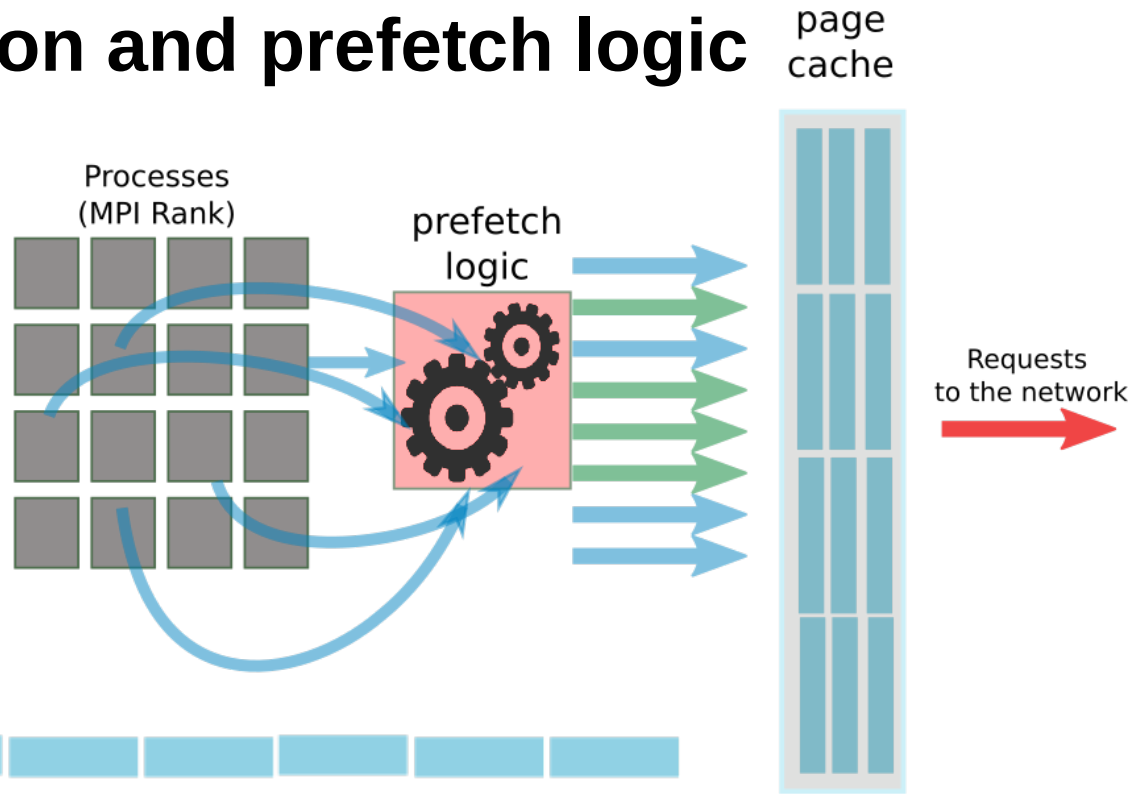 on and prefetch logic
page
cache
Processes
(MPI Rank)
prefetch
logic
Requests
to the network